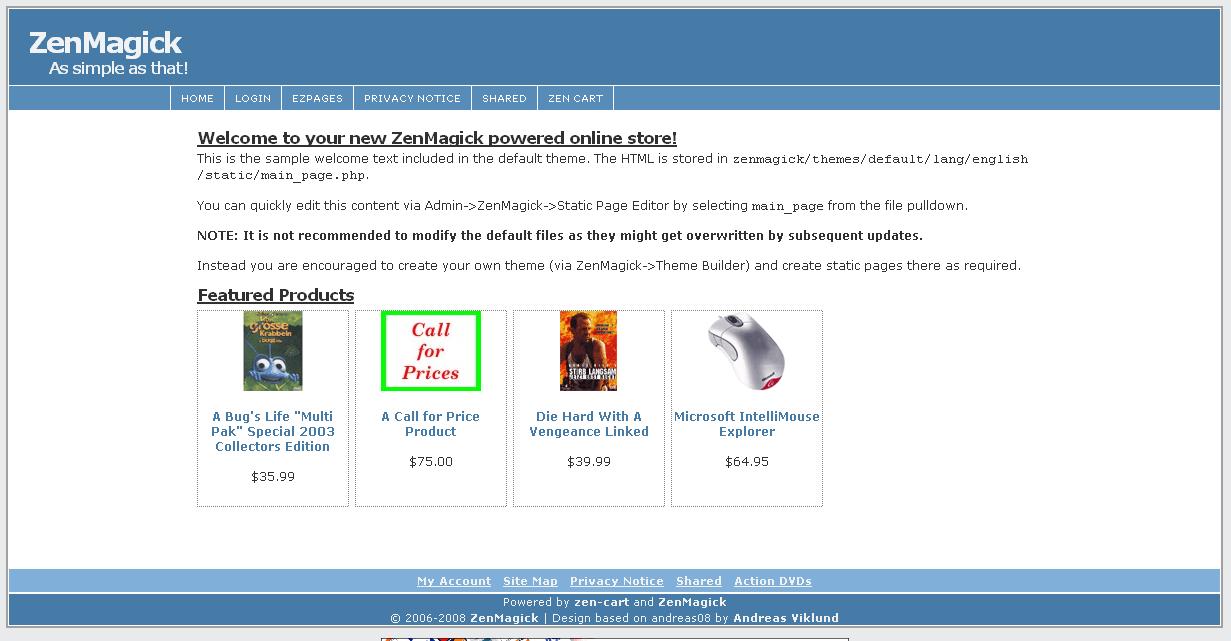 ZenMagick
As simple as that!
HOME LOGIN EZPAGES PRIVACY NOTICE SHARED ZEN CART
Welcome to your new ZenMagick powered online store!
This is the sample welcome text included in the default theme. The HTML is stored in zenmagick/themes/default/lang/english
/static/main_page.php.
You can quickly edit this content via Admin->ZenMagick->Static Page Editor by selecting main_page from the file pulldown.
NOTE: It is not recommended to modify the default files as they might get overwritten by subsequent updates.
Instead you are encouraged to create your own theme (via ZenMagick->Theme Builder) and create static pages there as required.
Featured Products
Grosse
Krabbeln
A Bug's Life "Multi
Pak" Special 2003
Collectors Edition
$35.99
Call
for
Prices
A Call for Price
Product
$75.00
STIRB LANGSAM
JETZT ERST RECHT
Die Hard With A
Vengeance Linked
$39.99
Microsoft
Microsoft IntelliMouse
Explorer
$64.95
My Account Site Map Privacy Notice Shared Action DVDs
Powered by zen-cart and ZenMagick
© 2006-2008 ZenMagick | Design based on andreas08 by Andreas Viklund